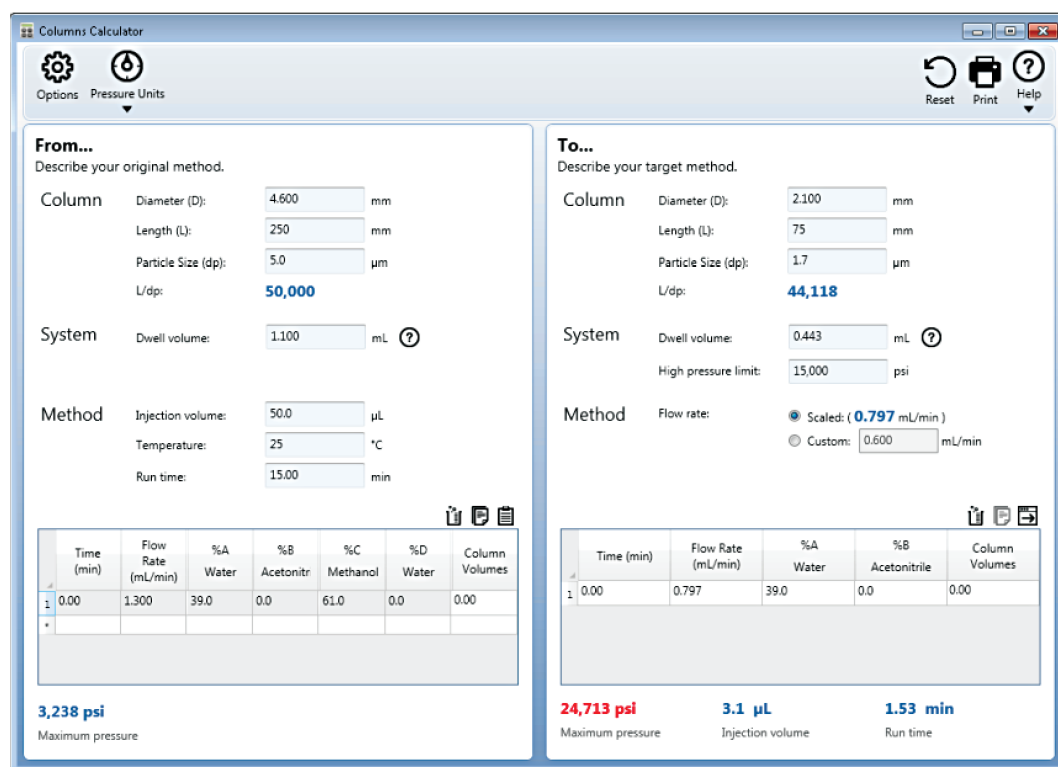 Columns Calculator
Options
Pressure Units
Reset
Print
Help
From...
Describe your original method.
Column
Diameter (D): 4.600 mm
Length (L): 250 mm
Particle Size (dp): 5.0 µm
L/dp: 50,000
System
Dwell volume: 1.100 mL ?
Method
Injection volume: 50.0 µL
Temperature: 25 °C
Run time: 15.00 min
Time (min) Flow Rate (mL/min) %A Water %B Acetonitr %C Methanol %D Water Column Volumes
1 0.00 1.300 39.0 0.0 61.0 0.0 0.00
*
3,238 psi
Maximum pressure
To...
Describe your target method.
Column
Diameter (D): 2.100 mm
Length (L): 75 mm
Particle Size (dp): 1.7 µm
L/dp: 44,118
System
Dwell volume: 0.443 mL ?
High pressure limit: 15,000 psi
Method
Flow rate: Scaled: ( 0.797 mL/min )
Custom: 0.600 mL/min
Time (min) Flow Rate (mL/min) %A Water %B Acetonitrile Column Volumes
1 0.00 0.797 39.0 0.0 0.00
24,713 psi 3.1 µL 1.53 min
Maximum pressure Injection volume Run time